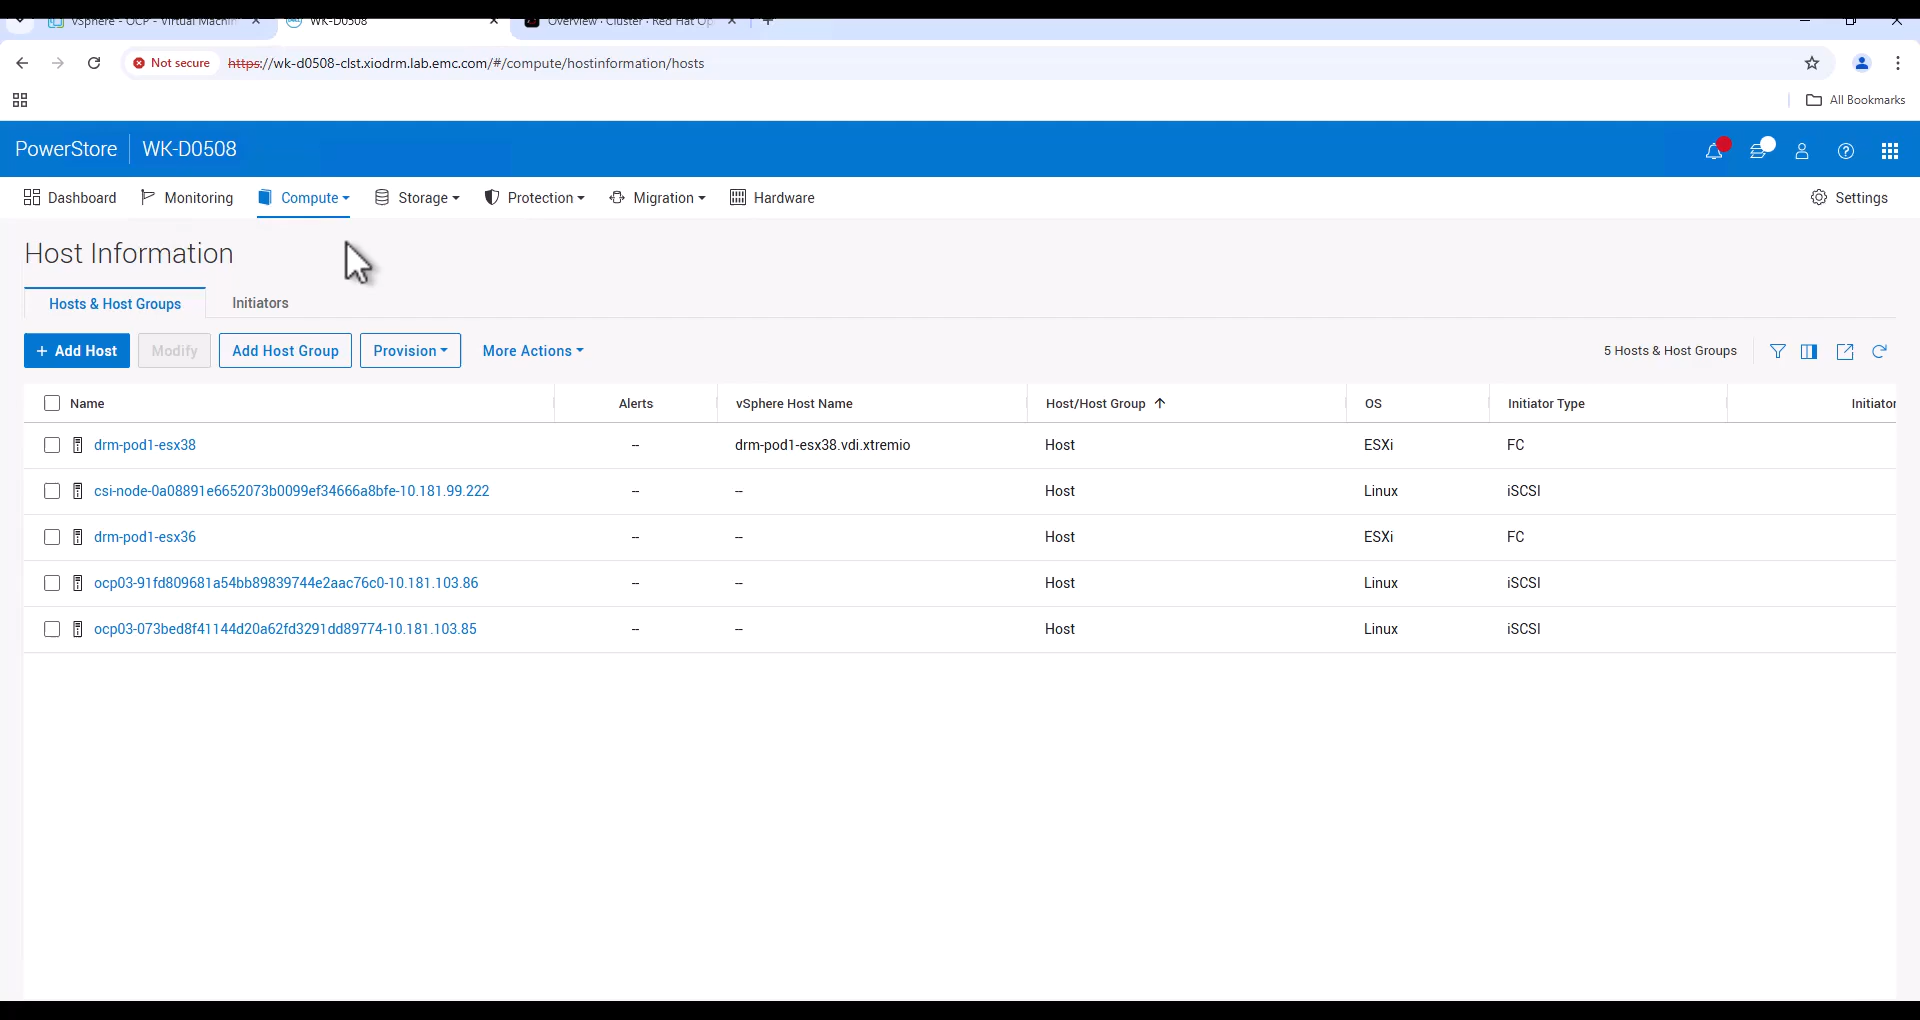 vSphere - OCP - Virtual Machin
WK-D0508
Overview · Cluster · Red Hat Op
Not secure
https://wk-d0508-clst.xiodrm.lab.emc.com/#/compute/hostinformation/hosts
All Bookmarks
PowerStore WK-D0508
Dashboard Monitoring Compute Storage Protection Migration Hardware Settings
Host Information
Hosts & Host Groups Initiators
+ Add Host Modify Add Host Group Provision More Actions 5 Hosts & Host Groups
Name Alerts vSphere Host Name Host/Host Group OS Initiator Type Initiator
drm-pod1-esx38 -- drm-pod1-esx38.vdi.xtremio Host ESXi FC
csi-node-0a08891e6652073b0099ef34666a8bfe-10.181.99.222 -- -- Host Linux iSCSI
drm-pod1-esx36 -- -- Host ESXi FC
ocp03-91fd809681a54bb89839744e2aac76c0-10.181.103.86 -- -- Host Linux iSCSI
ocp03-073bed8f41144d20a62fd3291dd89774-10.181.103.85 -- -- Host Linux iSCSI